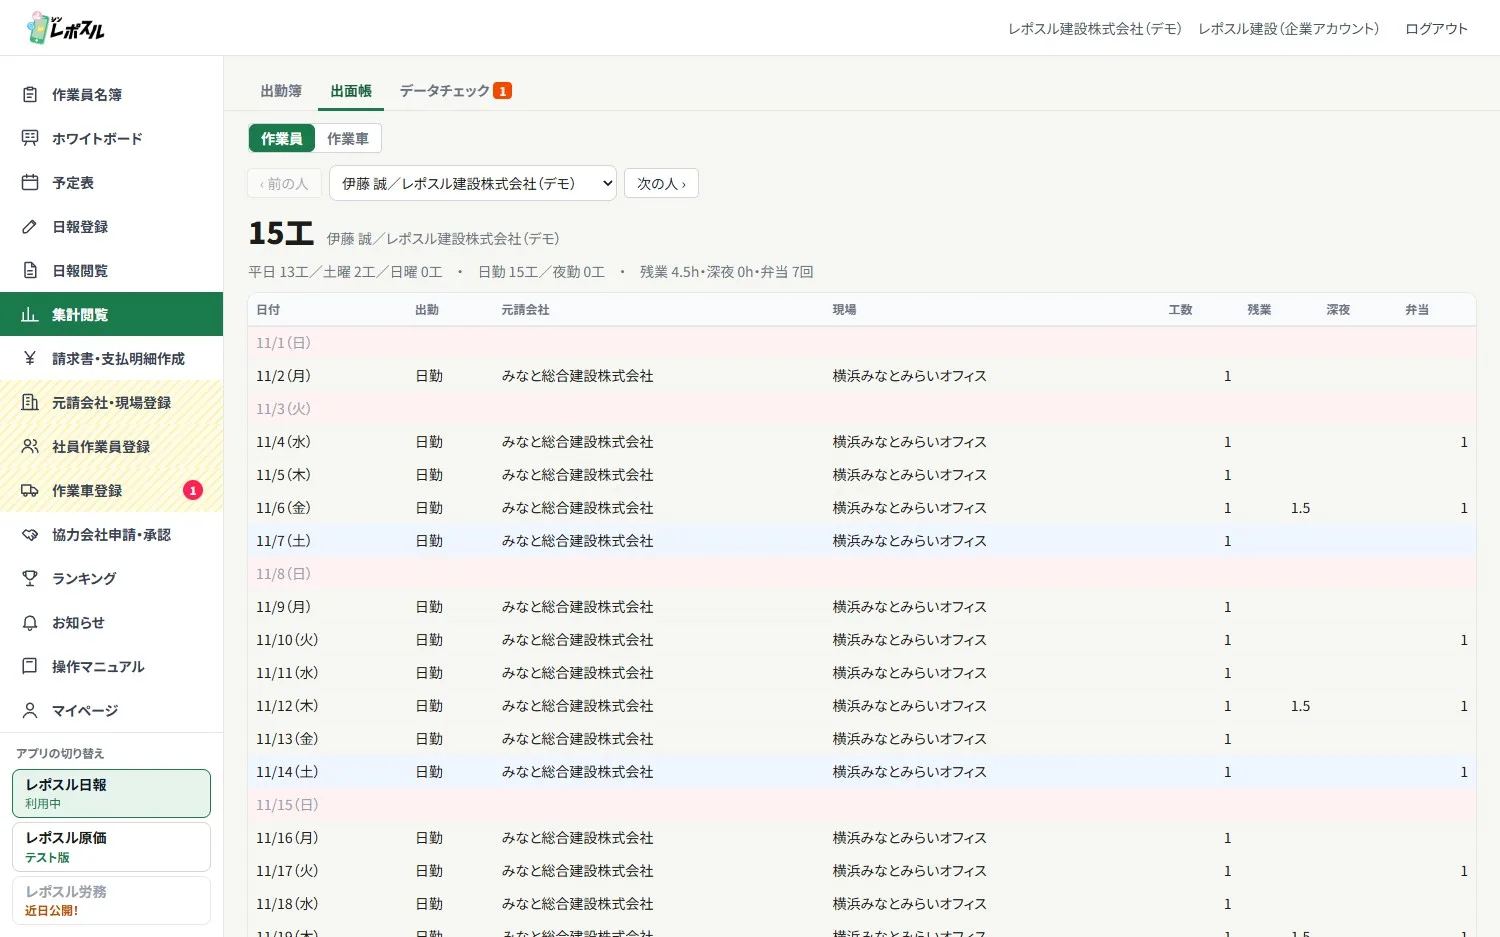 シン レポスル
レポスル建設株式会社（デモ） レポスル建設（企業アカウント） ログアウト
作業員名簿
ホワイトボード
予定表
日報登録
日報閲覧
集計閲覧
請求書・支払明細作成
元請会社・現場登録
社員作業員登録
作業車登録 1
協力会社申請・承認
ランキング
お知らせ
操作マニュアル
マイページ
アプリの切り替え
レポスル日報
利用中
レポスル原価
テスト版
レポスル労務
近日公開！
出勤簿 出面帳 データチェック 1
作業員 作業車
‹ 前の人 伊藤 誠／レポスル建設株式会社（デモ） 次の人 ›
15工 伊藤 誠／レポスル建設株式会社（デモ）
平日 13工／土曜 2工／日曜 0工 ・ 日勤 15工／夜勤 0工 ・ 残業 4.5h・深夜 0h・弁当 7回
日付 出勤 元請会社 現場 工数 残業 深夜 弁当
11/1（日）
11/2（月） 日勤 みなと総合建設株式会社 横浜みなとみらいオフィス 1
11/3（火）
11/4（水） 日勤 みなと総合建設株式会社 横浜みなとみらいオフィス 1 1
11/5（木） 日勤 みなと総合建設株式会社 横浜みなとみらいオフィス 1
11/6（金） 日勤 みなと総合建設株式会社 横浜みなとみらいオフィス 1 1.5 1
11/7（土） 日勤 みなと総合建設株式会社 横浜みなとみらいオフィス 1
11/8（日）
11/9（月） 日勤 みなと総合建設株式会社 横浜みなとみらいオフィス 1
11/10（火） 日勤 みなと総合建設株式会社 横浜みなとみらいオフィス 1 1
11/11（水） 日勤 みなと総合建設株式会社 横浜みなとみらいオフィス 1
11/12（木） 日勤 みなと総合建設株式会社 横浜みなとみらいオフィス 1 1.5 1
11/13（金） 日勤 みなと総合建設株式会社 横浜みなとみらいオフィス 1
11/14（土） 日勤 みなと総合建設株式会社 横浜みなとみらいオフィス 1 1
11/15（日）
11/16（月） 日勤 みなと総合建設株式会社 横浜みなとみらいオフィス 1
11/17（火） 日勤 みなと総合建設株式会社 横浜みなとみらいオフィス 1 1
11/18（水） 日勤 みなと総合建設株式会社 横浜みなとみらいオフィス 1
11/19（木） 日勤 みなと総合建設株式会社 横浜みなとみらいオフィス 1 1.5 1